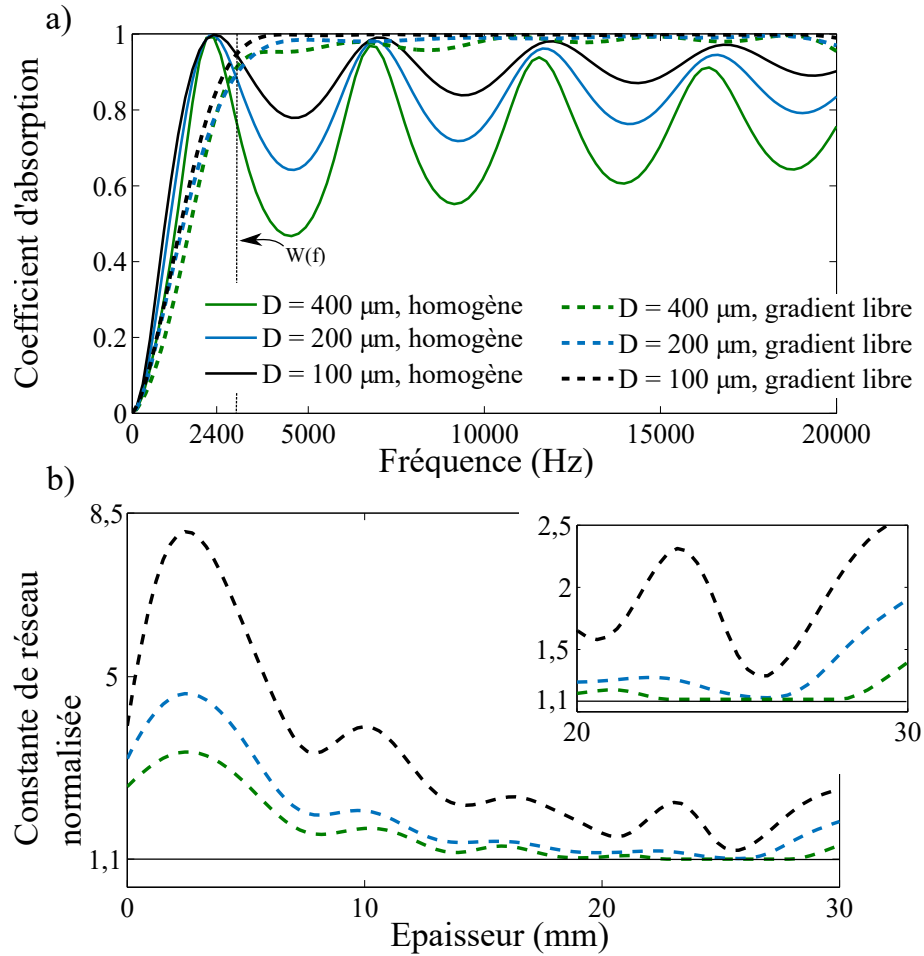 a)
Coefficient d'absorption
1
0.8
0.6
0.4
0.2
0
W(f)
D = 400 μm, homogène
D = 200 μm, homogène
D = 100 μm, homogène
D = 400 μm, gradient libre
D = 200 μm, gradient libre
D = 100 μm, gradient libre
0 2400 5000 10000 15000 20000
Fréquence (Hz)
b)
Constante de réseau
normalisée
8,5
5
1,1
0 10 20 30
Epaisseur (mm)
2,5
2
1,5
1,1
20 30